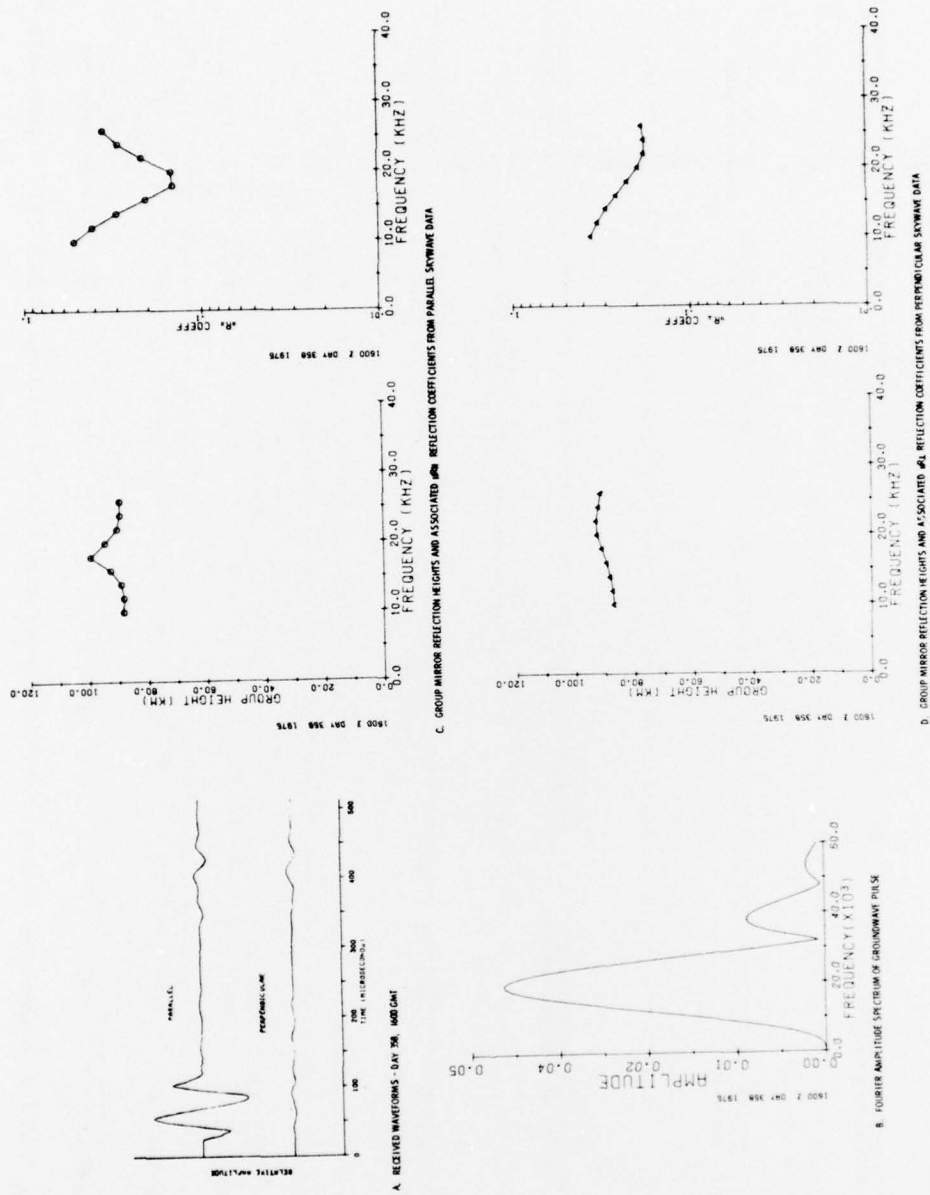 PARALLEL
PERPENDICULAR
RELATIVE AMPLITUDE
0
100
200
300
400
500
TIME (MICROSECONDS)
A. RECEIVED WAVEFORMS - DAY 358, 1600 GMT
1600 Z DAY 358 1975
AMPLITUDE
0.00
0.01
0.02
0.04
0.05
0.0
20.0
40.0
60.0
FREQUENCY(X10³)
B. FOURIER AMPLITUDE SPECTRUM OF GROUNDWAVE PULSE
1600 Z DAY 358 1975
GROUP HEIGHT (KM)
0.0
20.0
40.0
60.0
80.0
100.0
120.0
0.0
10.0
20.0
30.0
40.0
FREQUENCY (KHZ)
1600 Z DAY 358 1975
∥R∥ COEFF
.1
.01
0.0
10.0
20.0
30.0
40.0
FREQUENCY (KHZ)
C. GROUP MIRROR REFLECTION HEIGHTS AND ASSOCIATED ∥R∥ REFLECTION COEFFICIENTS FROM PARALLEL SKYWAVE DATA
1600 Z DAY 358 1975
GROUP HEIGHT (KM)
0.0
20.0
40.0
60.0
80.0
100.0
120.0
0.0
10.0
20.0
30.0
40.0
FREQUENCY (KHZ)
1600 Z DAY 358 1975
∥R⊥ COEFF
.1
0.0
10.0
20.0
30.0
40.0
FREQUENCY (KHZ)
D. GROUP MIRROR REFLECTION HEIGHTS AND ASSOCIATED ∥R⊥ REFLECTION COEFFICIENTS FROM PERPENDICULAR SKYWAVE DATA